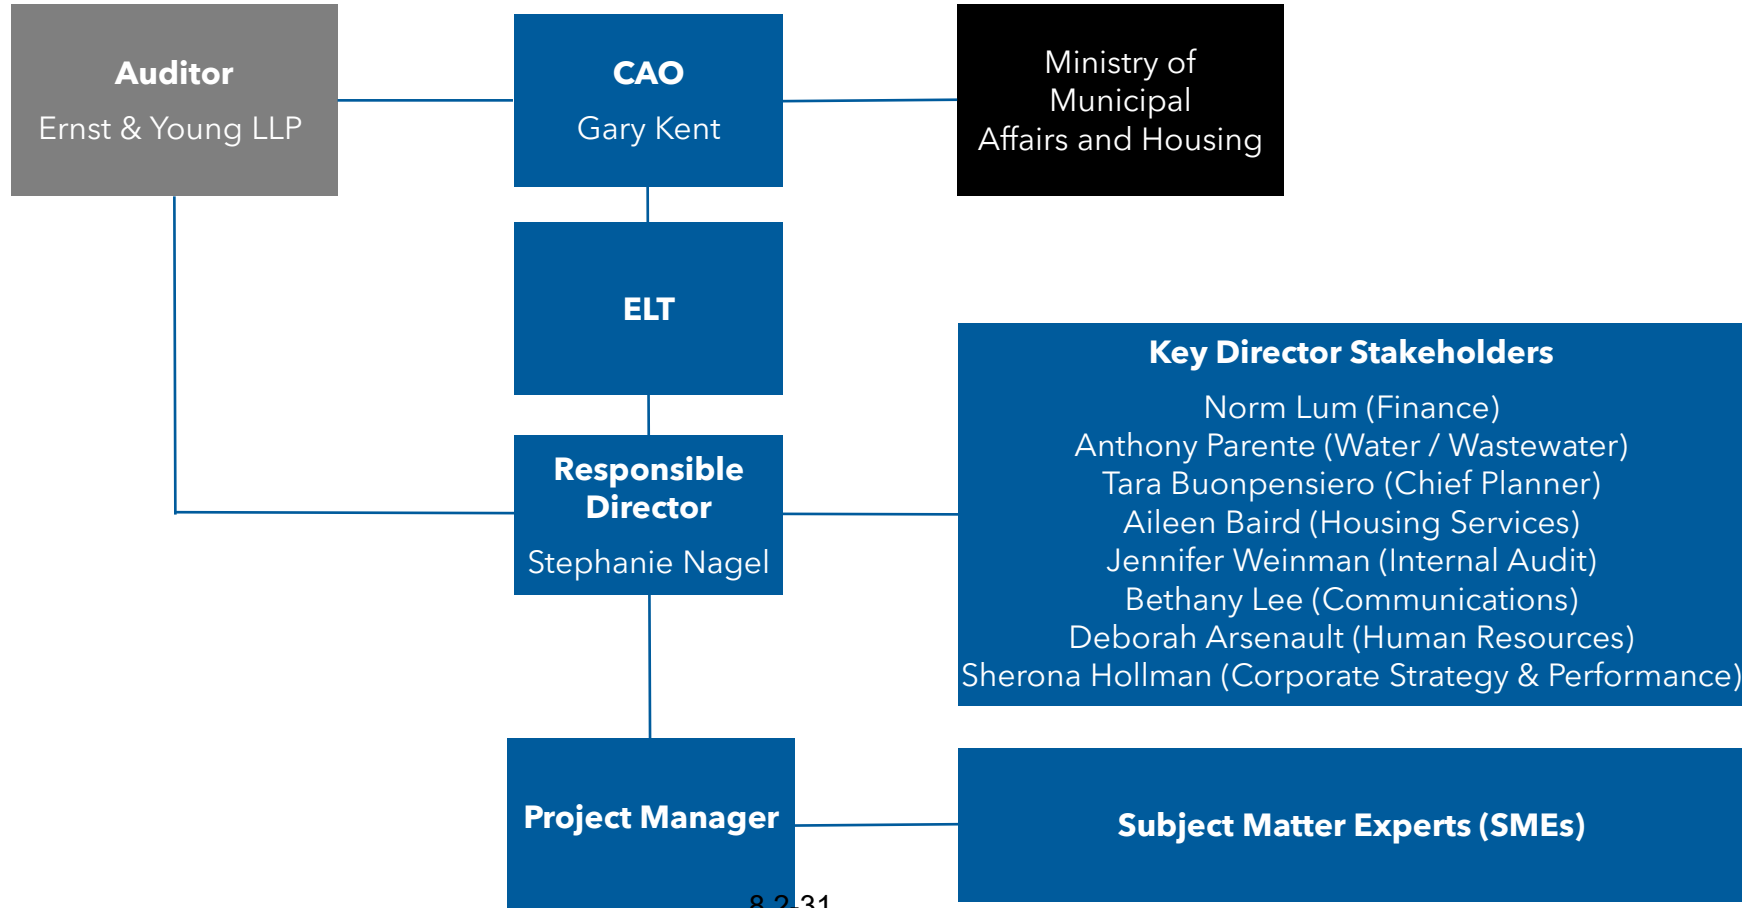 Auditor
Ernst & Young LLP
CAO
Gary Kent
Ministry of
Municipal
Affairs and Housing
ELT
Responsible
Director
Stephanie Nagel
Key Director Stakeholders
Norm Lum (Finance)
Anthony Parente (Water / Wastewater)
Tara Buonpensiero (Chief Planner)
Aileen Baird (Housing Services)
Jennifer Weinman (Internal Audit)
Bethany Lee (Communications)
Deborah Arsenault (Human Resources)
Sherona Hollman (Corporate Strategy & Performance)
Project Manager
Subject Matter Experts (SMEs)
8.2-31